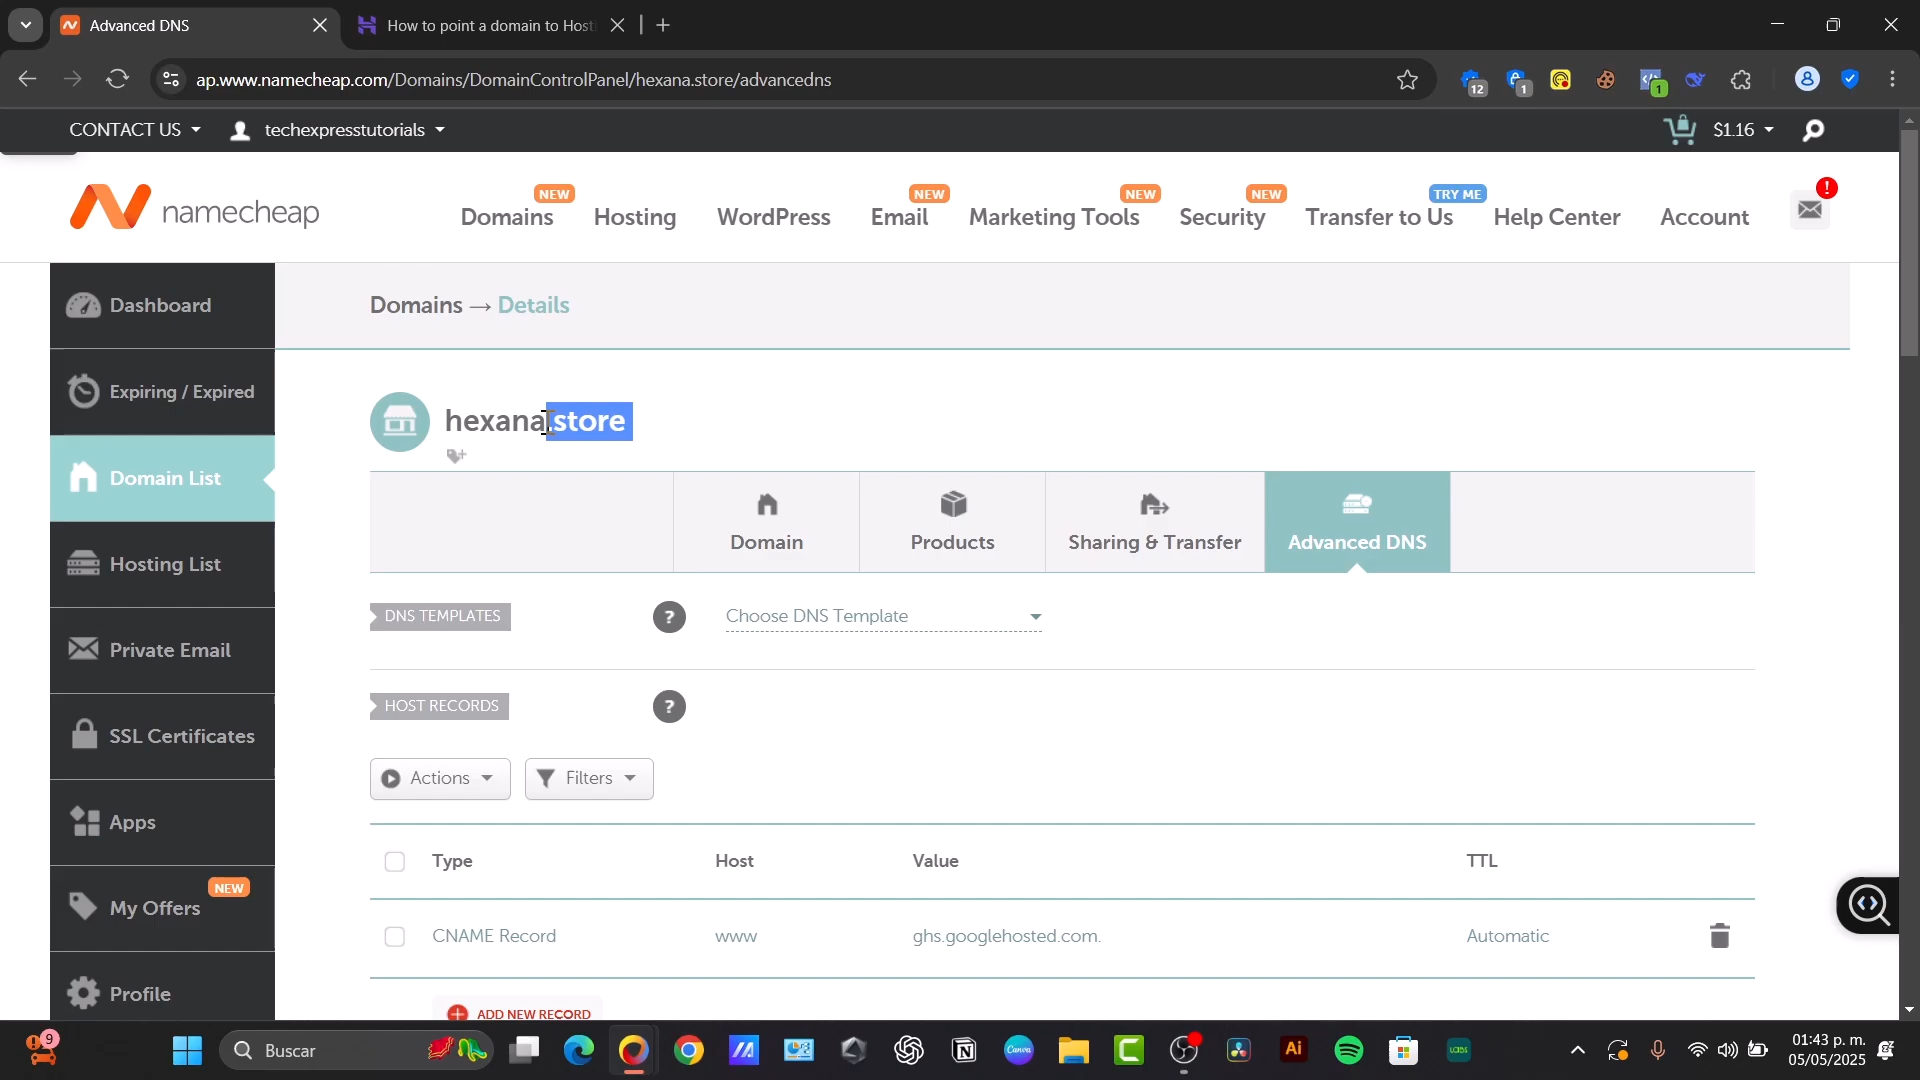 Advanced DNS
How to point a domain to Host
ap.www.namecheap.com/Domains/DomainControlPanel/hexana.store/advancedns
12
1
1
CONTACT US
techexpresstutorials
$1.16
namecheap
NEW
NEW
NEW
NEW
TRY ME
Domains
Hosting
WordPress
Email
Marketing Tools
Security
Transfer to Us
Help Center
Account
!
Dashboard
Expiring / Expired
Domain List
Hosting List
Private Email
SSL Certificates
Apps
NEW
My Offers
Profile
Domains → Details
hexana.store
Domain
Products
Sharing & Transfer
Advanced DNS
DNS TEMPLATES
?
Choose DNS Template
HOST RECORDS
?
Actions
Filters
Type
Host
Value
TTL
CNAME Record
www
ghs.googlehosted.com.
Automatic
ADD NEW RECORD
9
Buscar
Canva
Ai
LABS
01:43 p. m.
05/05/2025